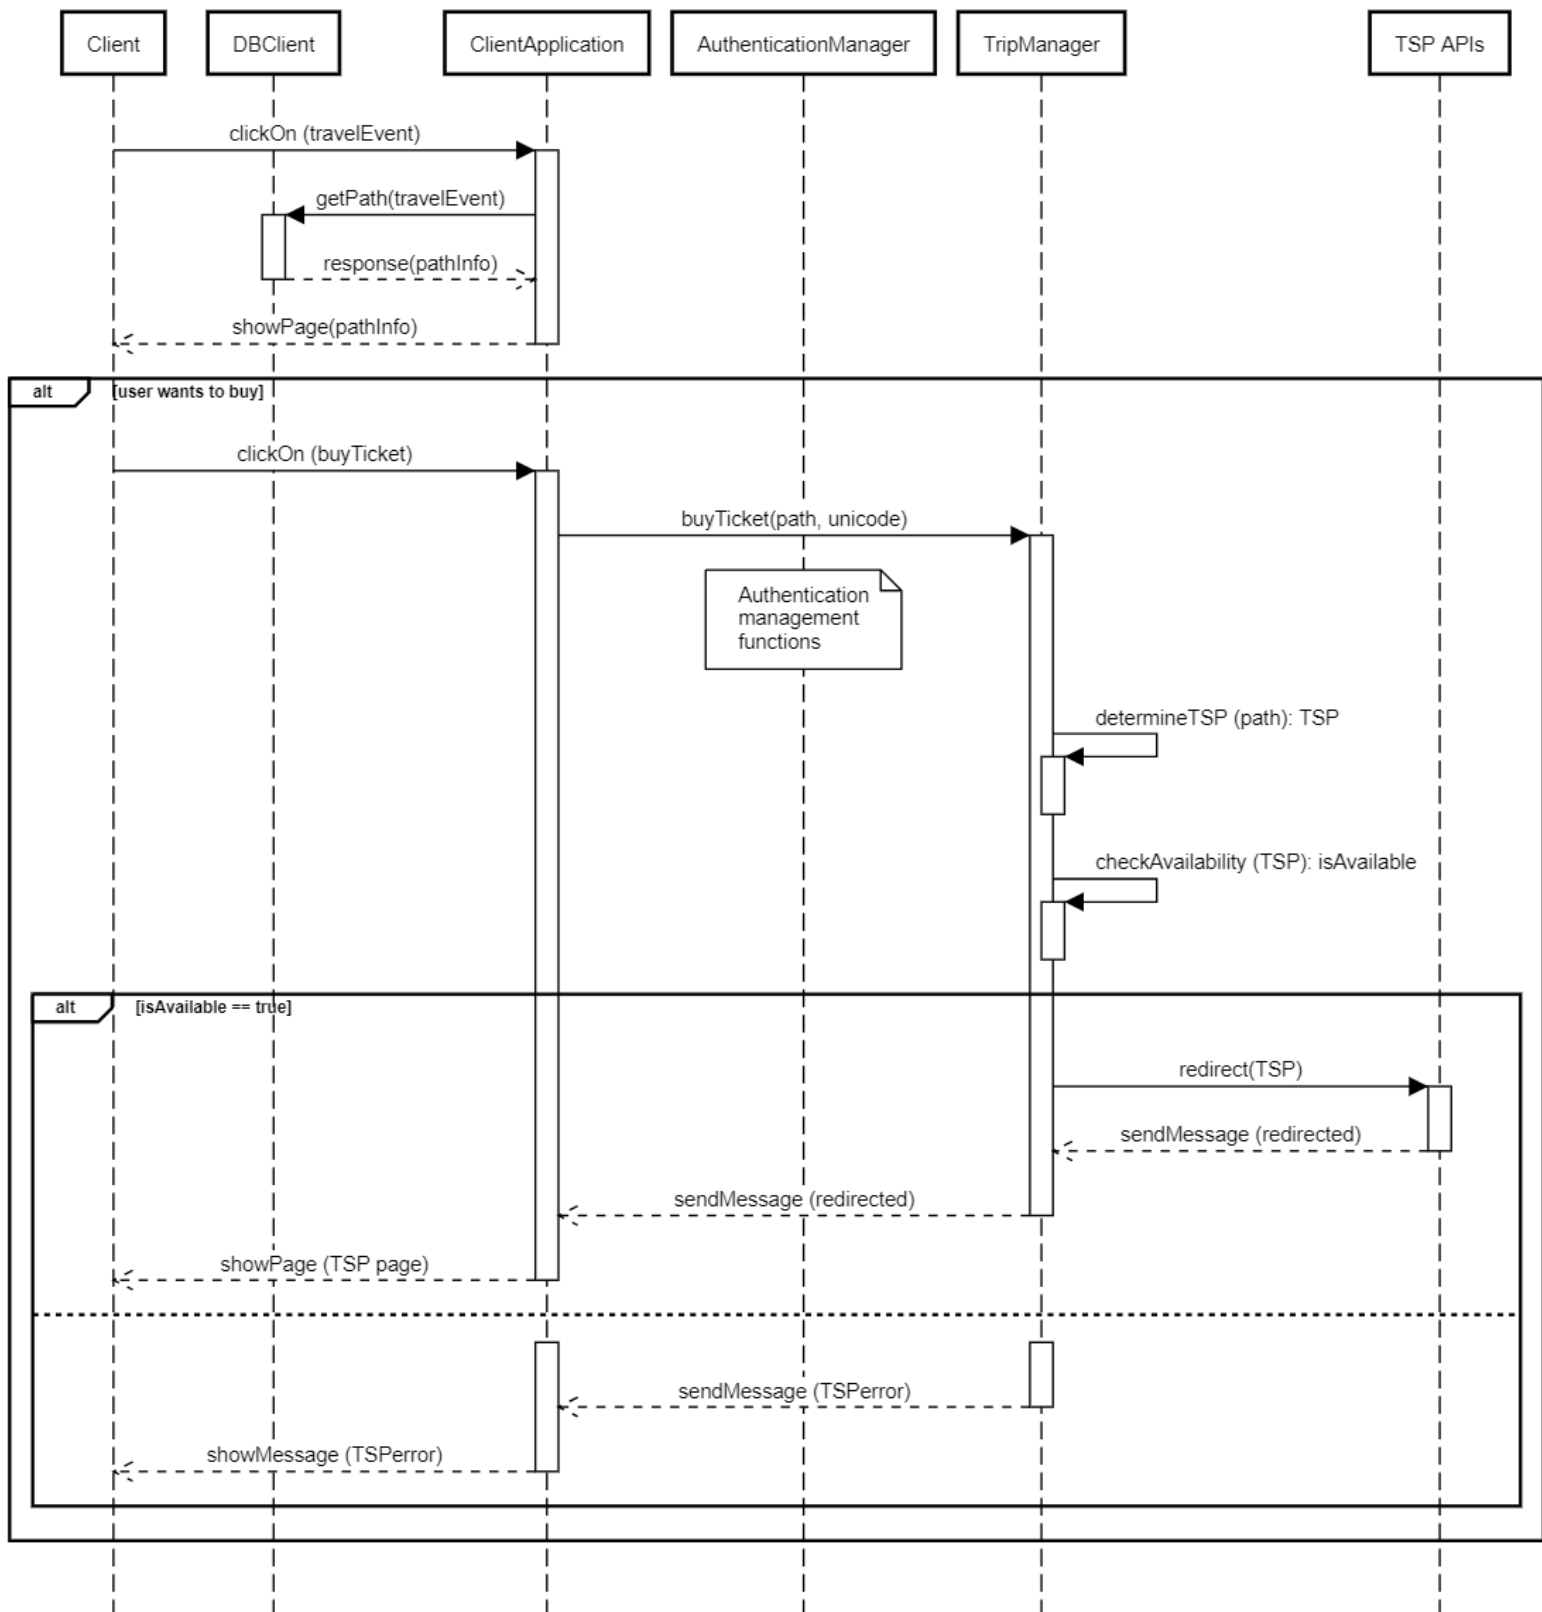 Client
DBClient
ClientApplication
AuthenticationManager
TripManager
TSP APIs
clickOn (travelEvent)
getPath(travelEvent)
response(pathInfo)
showPage(pathInfo)
alt
[user wants to buy]
clickOn (buyTicket)
buyTicket(path, unicode)
Authentication
management
functions
determineTSP (path): TSP
checkAvailability (TSP): isAvailable
alt
[isAvailable == true]
redirect(TSP)
sendMessage (redirected)
sendMessage (redirected)
showPage (TSP page)
sendMessage (TSPerror)
showMessage (TSPerror)